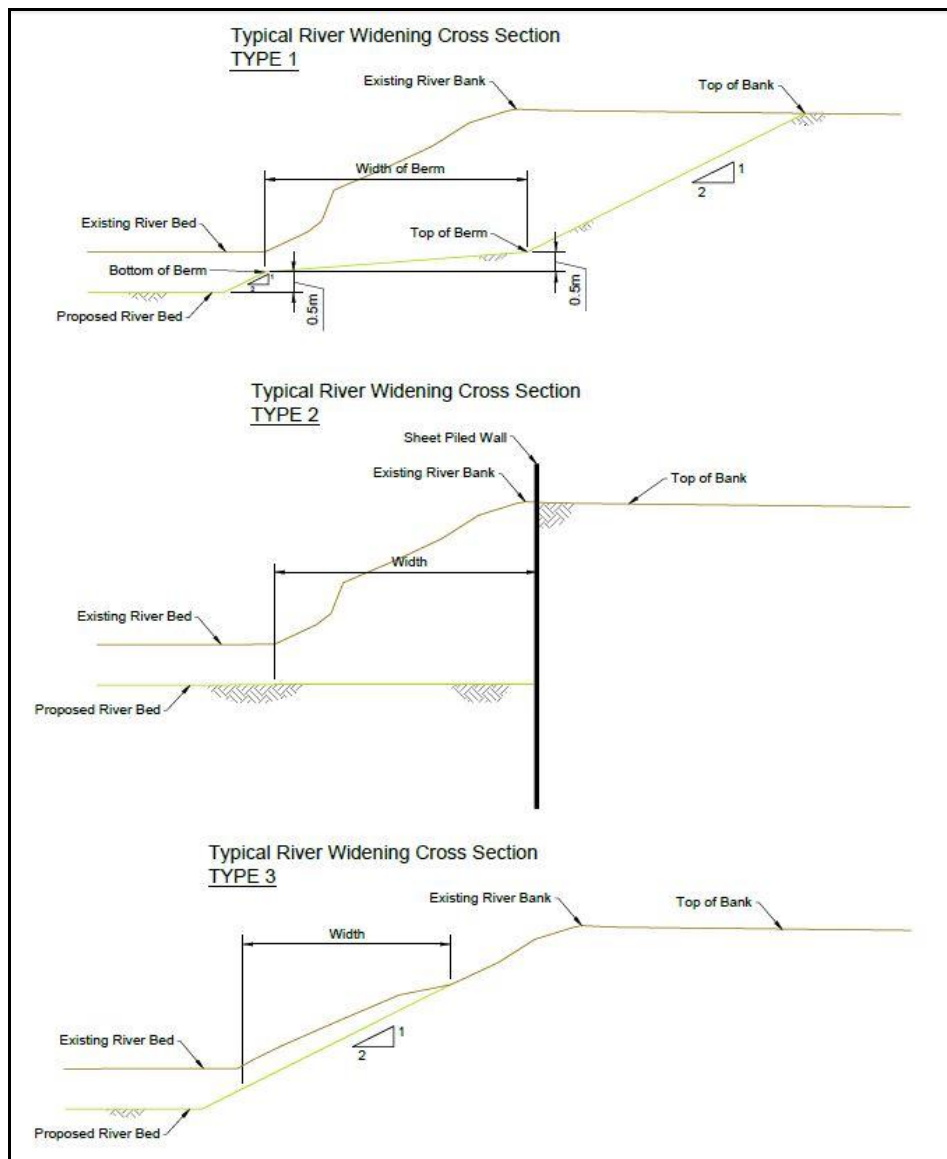 Typical River Widening Cross Section
TYPE 1
Existing River Bank
Top of Bank
Width of Berm
1
2
Existing River Bed
Top of Berm
Bottom of Berm
1
0.5m
0.5m
Proposed River Bed
Typical River Widening Cross Section
TYPE 2
Sheet Piled Wall
Existing River Bank
Top of Bank
Width
Existing River Bed
Proposed River Bed
Typical River Widening Cross Section
TYPE 3
Existing River Bank
Top of Bank
Width
Existing River Bed
1
2
Proposed River Bed